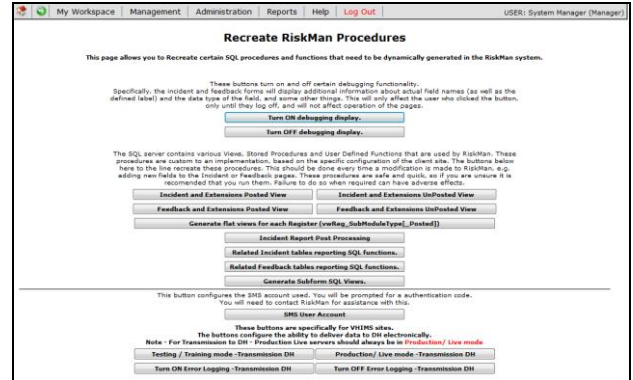 My Workspace Management Administration Reports Help Log Out USER: System Manager (Manager)
Recreate RiskMan Procedures
This page allows you to Recreate certain SQL procedures and functions that need to be dynamically generated in the RiskMan system.
These buttons turn on and off certain debugging functionality.
Specifically, the incident and feedback forms will display additional information about actual field names (as well as the
defined label) and the data type of the field, and some other things. This will only affect the user who clicked the button,
only until they log off, and will not affect operation of the pages.
Turn ON debugging display.
Turn OFF debugging display.
The SQL server contains various Views, Stored Procedures and User Defined Functions that are used by RiskMan. These
procedures are custom to an implementation, based on the specific configuration of the client site. The buttons below
here to the line recreate these procedures. This should be done every time a modification is made to RiskMan, e.g.
adding new fields to the Incident or Feedback pages. These procedures are safe and quick, so if you are unsure it is
recomended that you run them. Failure to do so when required can have adverse effects.
Incident and Extensions Posted View Incident and Extensions UnPosted View
Feedback and Extensions Posted View Feedback and Extensions UnPosted View
Generate flat views for each Register (vwReg_SubModuleType[_Posted])
Incident Report Post Processing
Related Incident tables reporting SQL functions.
Related Feedback tables reporting SQL functions.
Generate Subform SQL Views.
This button configures the SMS account used. You will be prompted for a authentication code.
You will need to contact RiskMan for assistance with this.
SMS User Account
These buttons are specifically for VHIMS sites.
The buttons configure the ability to deliver data to DH electronically.
Note - For Transmission to DH - Production Live servers should always be in Production/ Live mode
Testing / Training mode -Transmission DH Production/ Live mode -Transmission DH
Turn ON Error Logging -Transmission DH Turn OFF Error Logging -Transmission DH